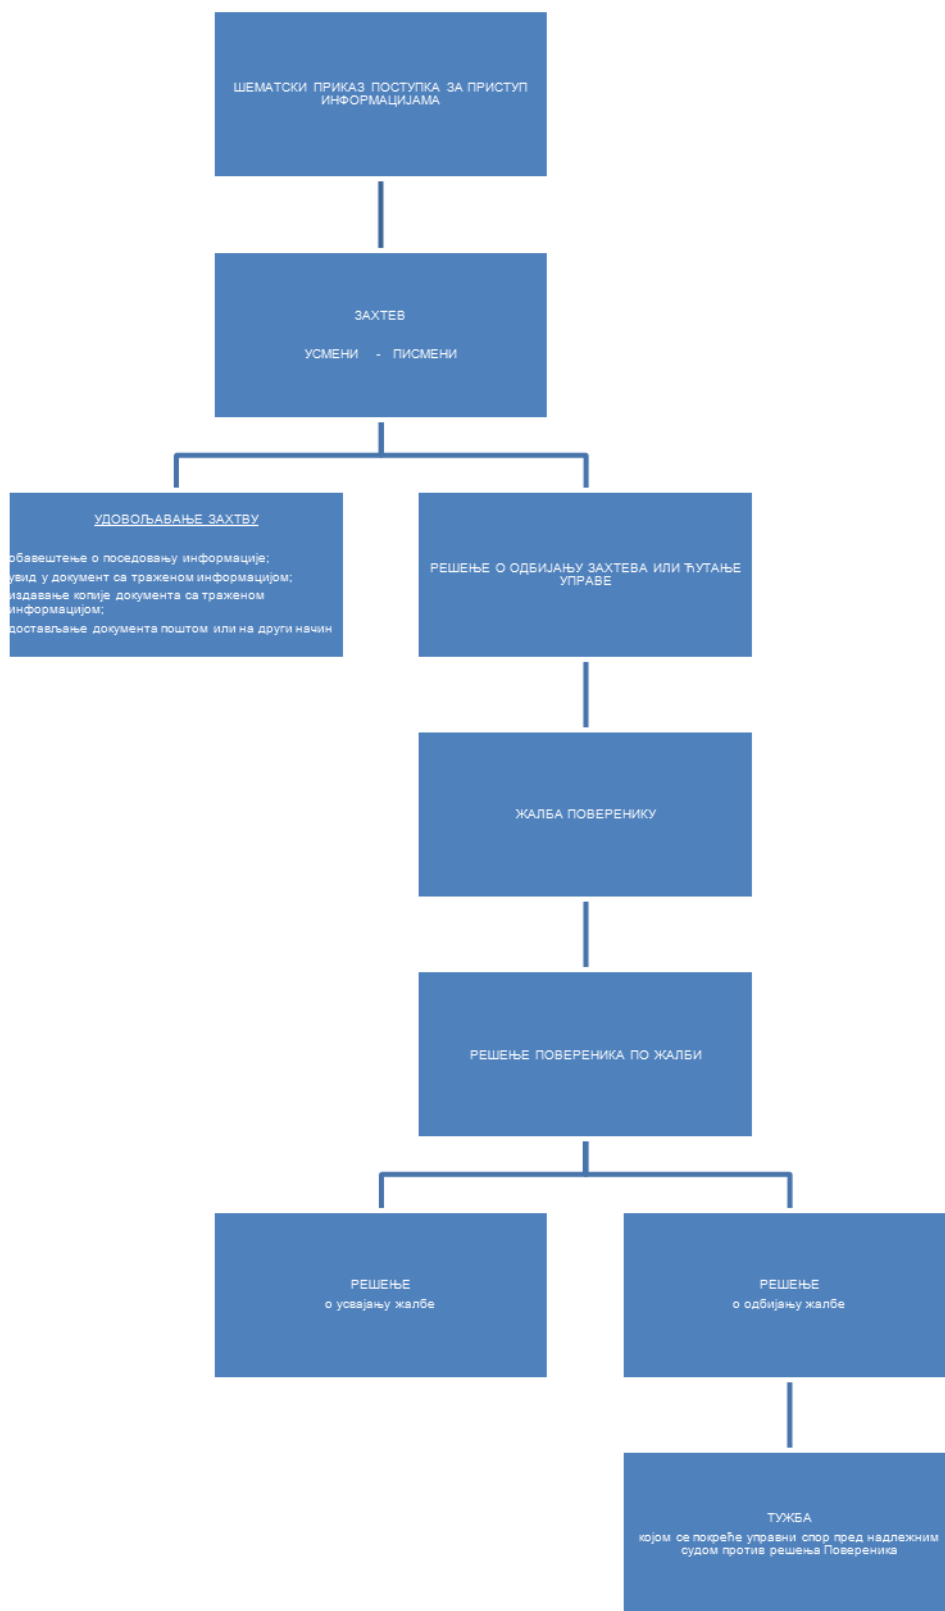 ШЕМАТСКИ ПРИКАЗ ПОСТУПКА ЗА ПРИСТУП
ИНФОРМАЦИЈАМА
ЗАХТЕВ
УСМЕНИ - ПИСМЕНИ
УДОВОЉАВАЊЕ ЗАХТВУ
обавештење о поседовању информације;
увид у документ са траженом информацијом;
издавање копије документа са траженом
информацијом;
достављање документа поштом или на други начин
РЕШЕЊЕ О ОДБИЈАЊУ ЗАХТЕВА ИЛИ ЋУТАЊЕ
УПРАВЕ
ЖАЛБА ПОВЕРЕНИКУ
РЕШЕЊЕ ПОВЕРЕНИКА ПО ЖАЛБИ
РЕШЕЊЕ
о усвајању жалбе
РЕШЕЊЕ
о одбијању жалбе
ТУЖБА
којом се покреће управни спор пред надлежним
судом против решења Повереника